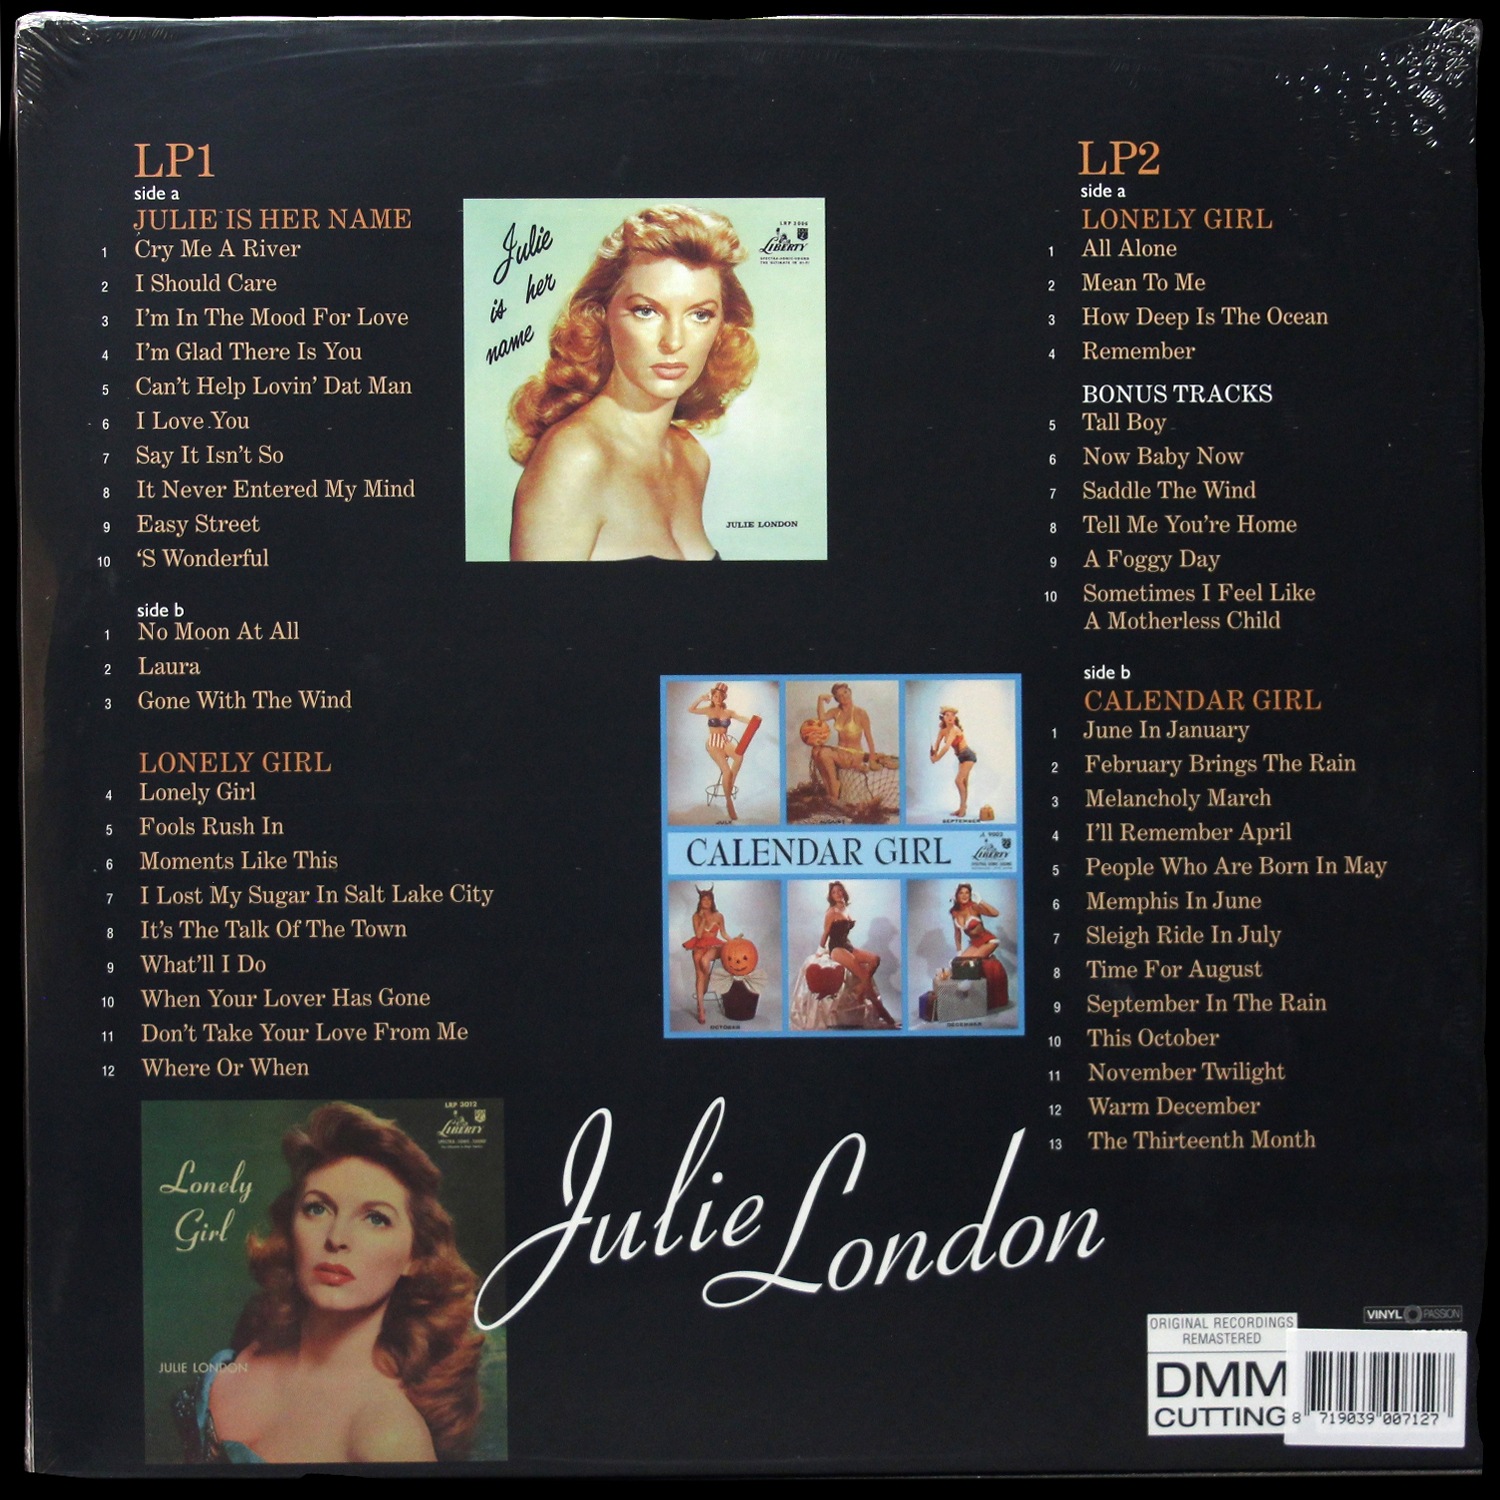 LP1
side a
JULIE IS HER NAME
1 Cry Me A River
2 I Should Care
3 I'm In The Mood For Love
4 I'm Glad There Is You
5 Can't Help Lovin' Dat Man
6 I Love You
7 Say It Isn't So
8 It Never Entered My Mind
9 Easy Street
10 'S Wonderful
side b
1 No Moon At All
2 Laura
3 Gone With The Wind
LONELY GIRL
4 Lonely Girl
5 Fools Rush In
6 Moments Like This
7 I Lost My Sugar In Salt Lake City
8 It's The Talk Of The Town
9 What'll I Do
10 When Your Lover Has Gone
11 Don't Take Your Love From Me
12 Where Or When
Julie
is her
name
LRP 3006
LIBERTY
JULIE LONDON
JULY
AUGUST
SEPTEMBER
CALENDAR GIRL
LIBERTY
OCTOBER
NOVEMBER
DECEMBER
LRP 3012
LIBERTY
Lonely
Girl
JULIE LONDON
Julie London
LP2
side a
LONELY GIRL
1 All Alone
2 Mean To Me
3 How Deep Is The Ocean
4 Remember
BONUS TRACKS
5 Tall Boy
6 Now Baby Now
7 Saddle The Wind
8 Tell Me You're Home
9 A Foggy Day
10 Sometimes I Feel Like
A Motherless Child
side b
CALENDAR GIRL
1 June In January
2 February Brings The Rain
3 Melancholy March
4 I'll Remember April
5 People Who Are Born In May
6 Memphis In June
7 Sleigh Ride In July
8 Time For August
9 September In The Rain
10 This October
11 November Twilight
12 Warm December
13 The Thirteenth Month
VINYL PASSION
ORIGINAL RECORDINGS
REMASTERED
DMM
CUTTING
8 719039 007127